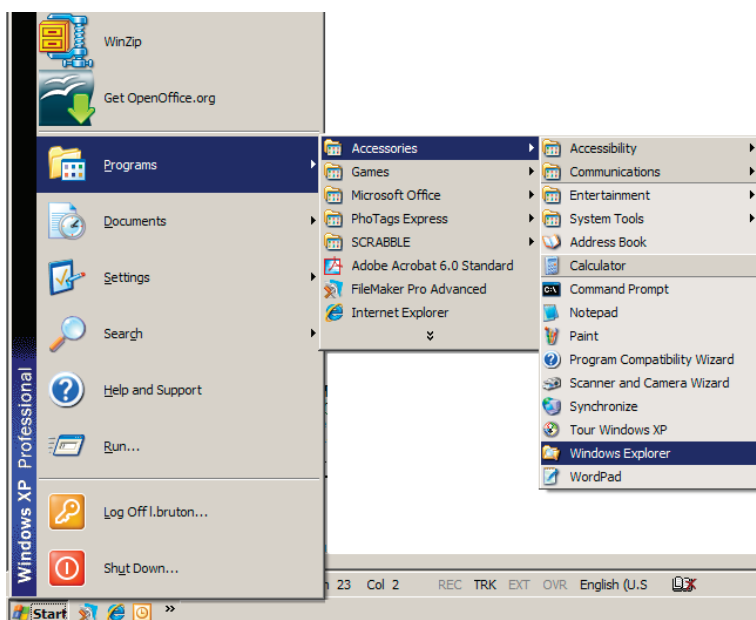 WinZip
Get OpenOffice.org
Programs
Documents
Settings
Search
Help and Support
Run...
Log Off l.bruton...
Shut Down...
Windows XP Professional
Accessories
Games
Microsoft Office
PhoTags Express
SCRABBLE
Adobe Acrobat 6.0 Standard
FileMaker Pro Advanced
Internet Explorer
Accessibility
Communications
Entertainment
System Tools
Address Book
Calculator
Command Prompt
Notepad
Paint
Program Compatibility Wizard
Scanner and Camera Wizard
Synchronize
Tour Windows XP
Windows Explorer
WordPad
23 Col 2 REC TRK EXT OVR English (U.S
Start